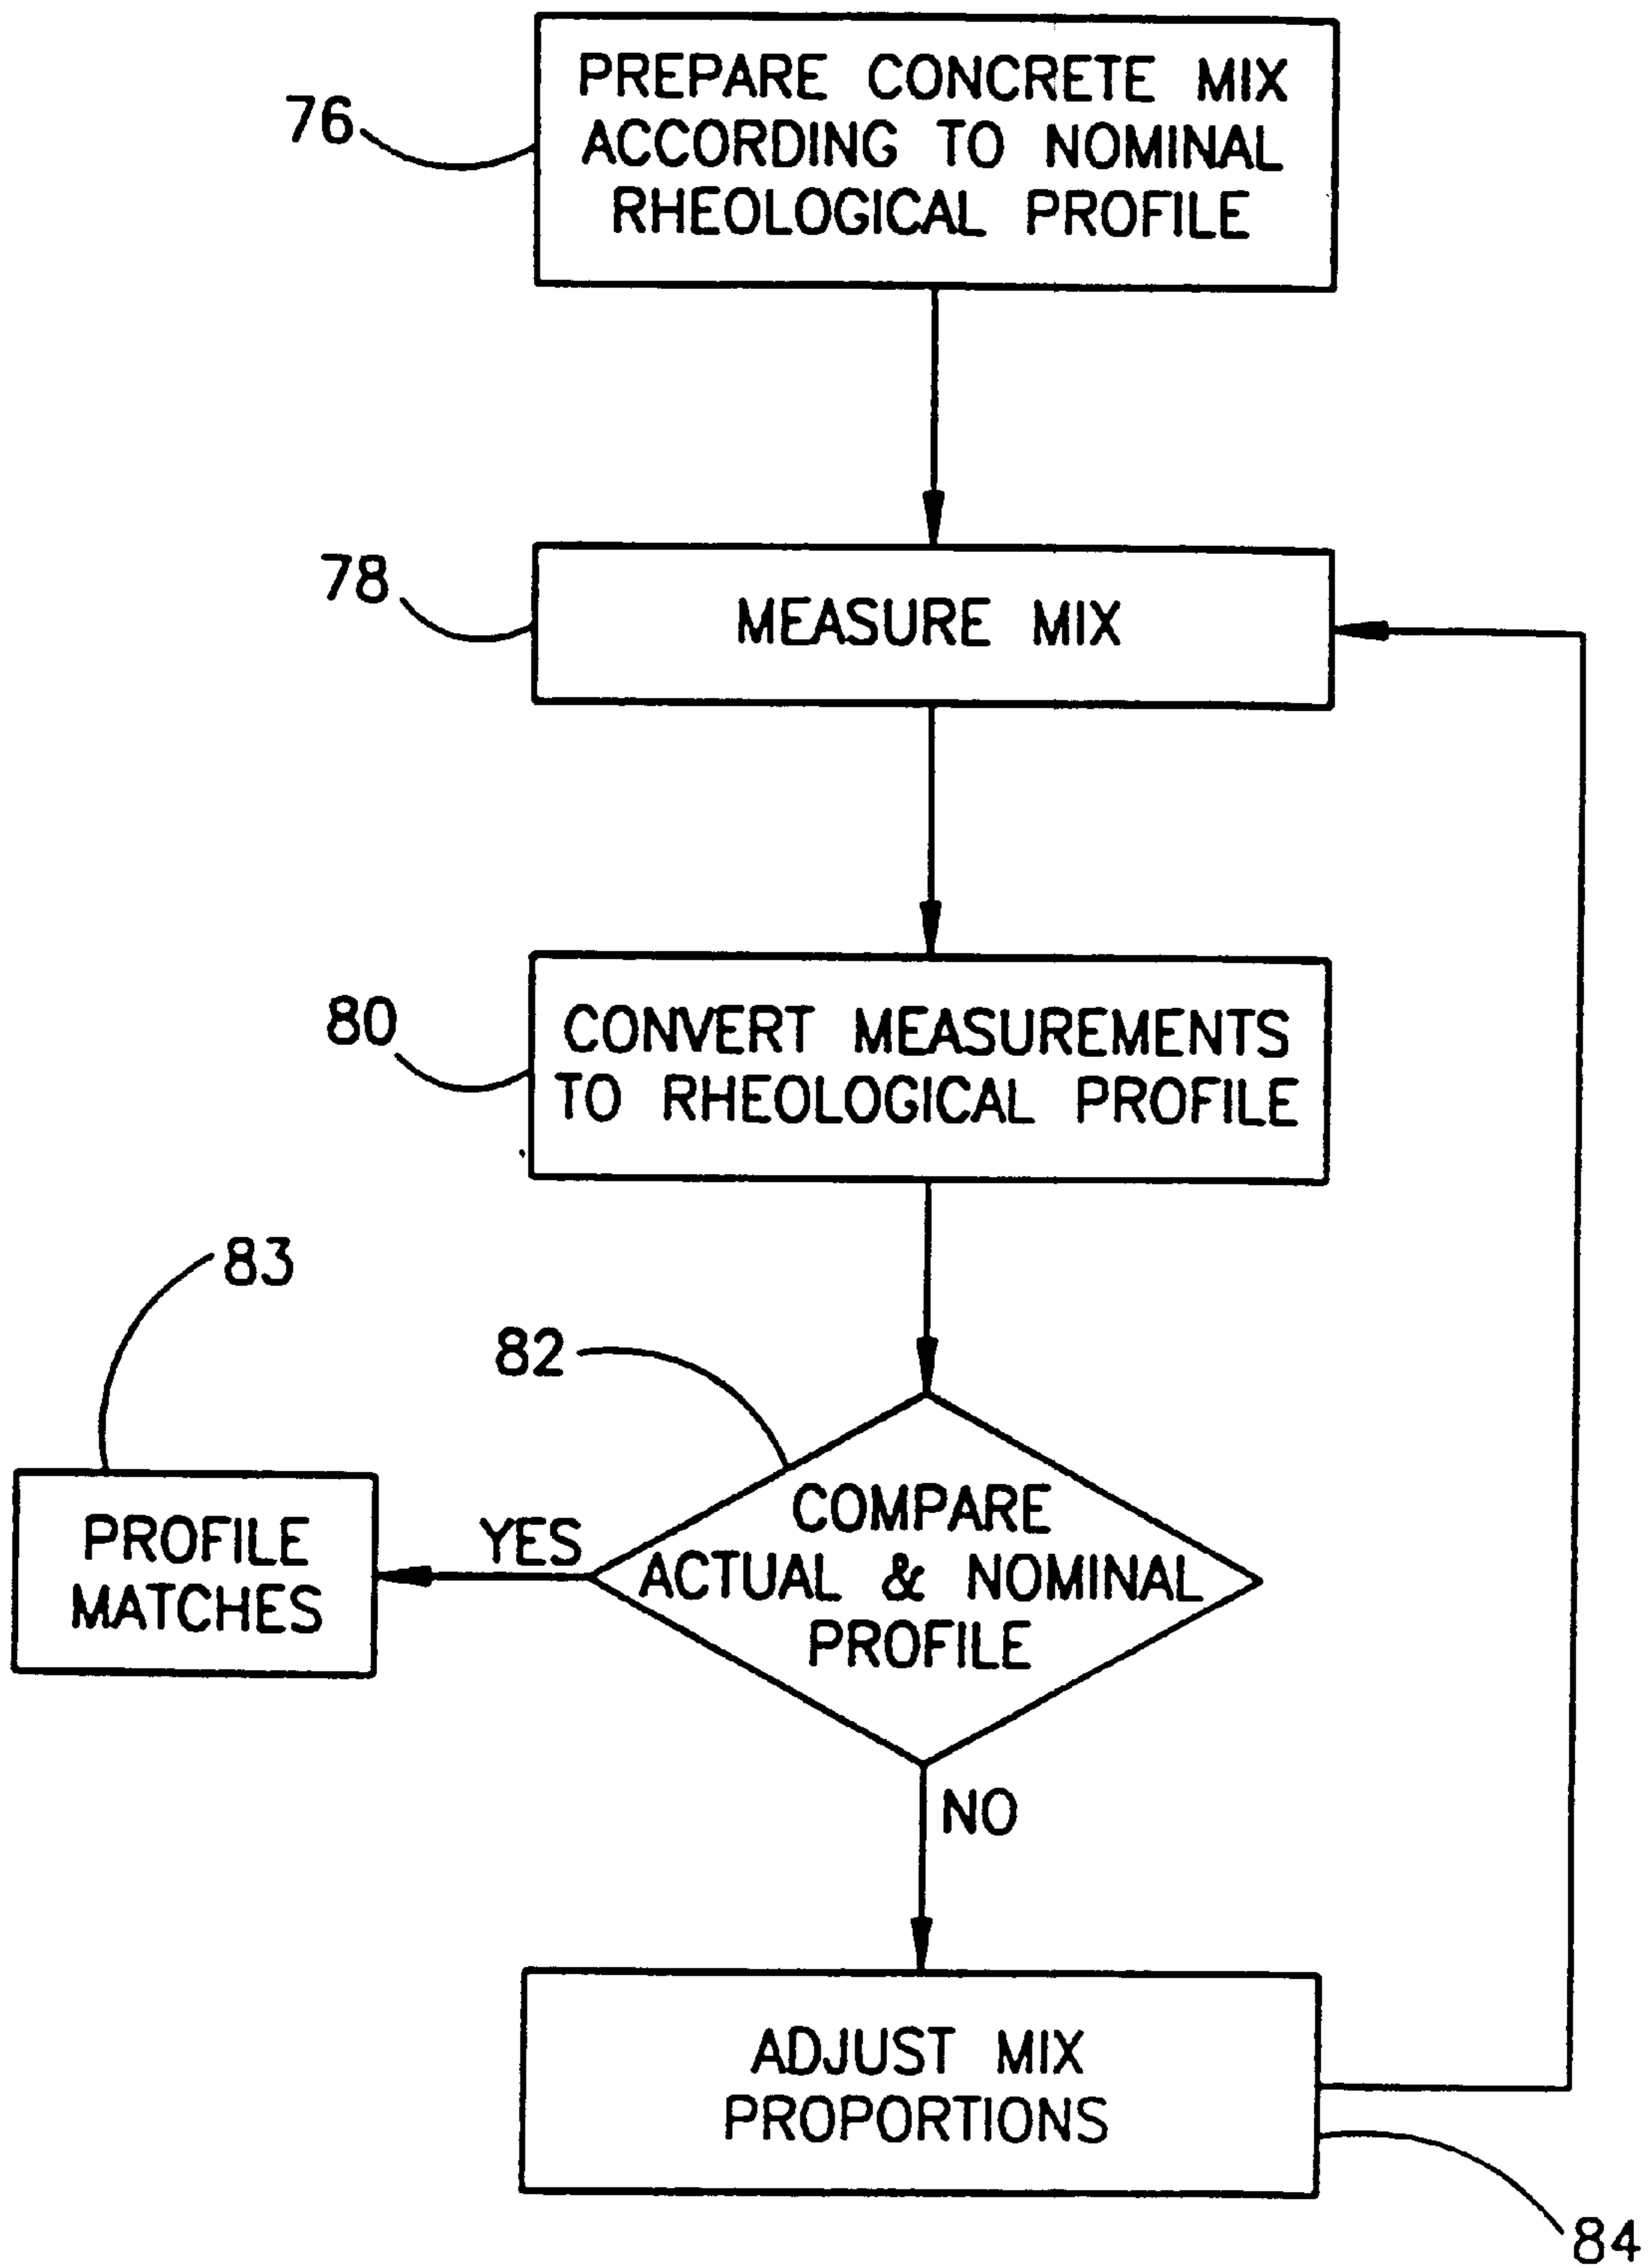 76
PREPARE CONCRETE MIX
ACCORDING TO NOMINAL
RHEOLOGICAL PROFILE
78
MEASURE MIX
80
CONVERT MEASUREMENTS
TO RHEOLOGICAL PROFILE
83
82
PROFILE
MATCHES
YES
COMPARE
ACTUAL & NOMINAL
PROFILE
NO
ADJUST MIX
PROPORTIONS
84